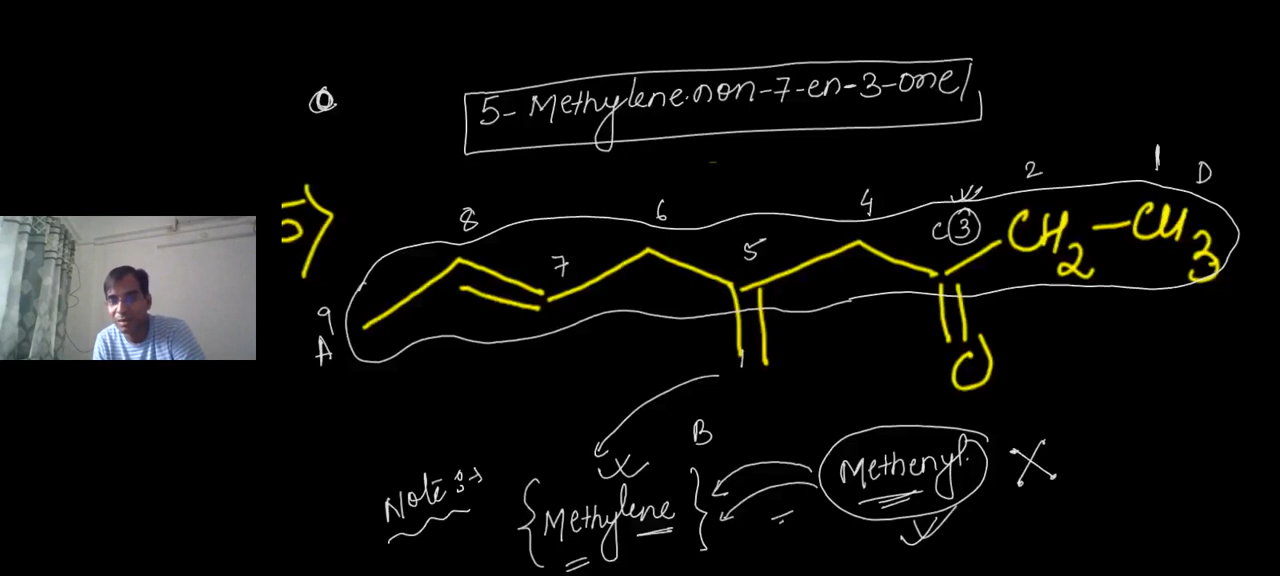 5-Methylene.non-7-en-3-one/
5>
1 D
2
8 6 4 C③
7 5
CH2-CH3
9
A
O
B
Methenyl. X
Note:→ {Methylene}